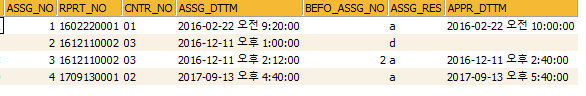 ASSG_NO RPRT_NO CNTR_NO ASSG_DTTM BEFO_ASSG_NO ASSG_RES APPR_DTTM
1 1602220001 01 2016-02-22 오전 9:20:00 a 2016-02-22 오전 10:00:00
2 1612110002 03 2016-12-11 오후 1:00:00 d
3 1612110002 03 2016-12-11 오후 2:12:00 2 a 2016-12-11 오후 2:40:00
4 1709130001 02 2017-09-13 오후 4:40:00 a 2017-09-13 오후 5:40:00